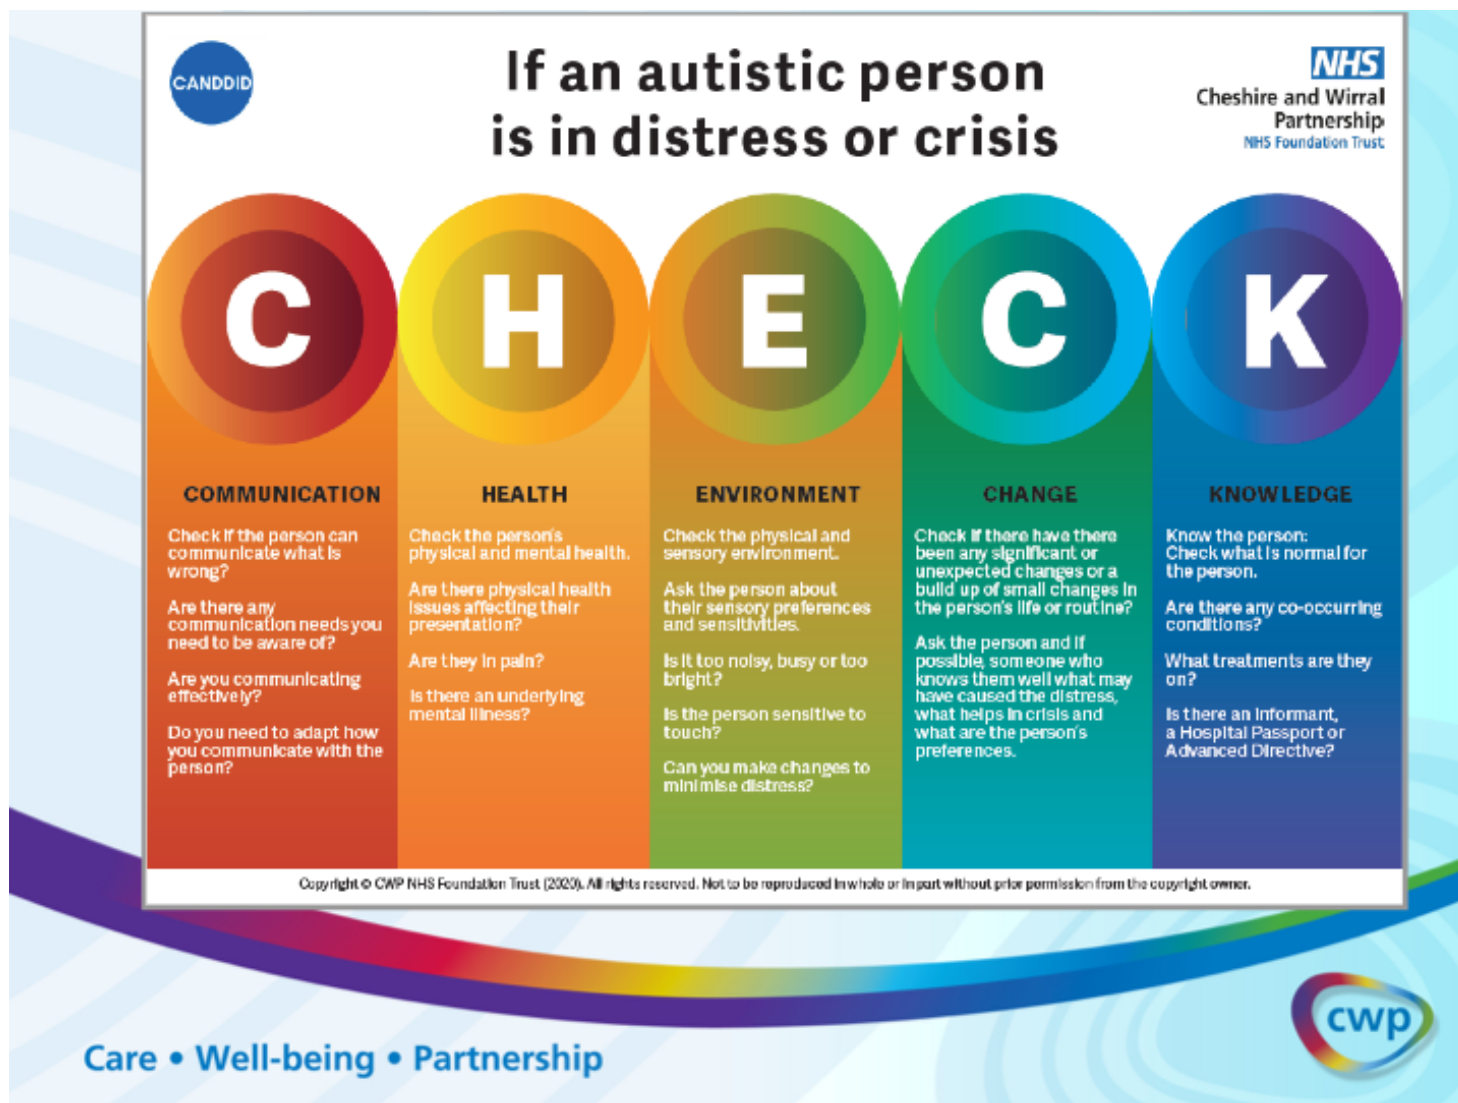 CANDDID
If an autistic person
is in distress or crisis
NHS
Cheshire and Wirral
Partnership
NHS Foundation Trust
C
H
E
C
K
COMMUNICATION
Check if the person can
communicate what is
wrong?
Are there any
communication needs you
need to be aware of?
Are you communicating
effectively?
Do you need to adapt how
you communicate with the
person?
HEALTH
Check the person's
physical and mental health.
Are there physical health
issues affecting their
presentation?
Are they in pain?
Is there an underlying
mental illness?
ENVIRONMENT
Check the physical and
sensory environment.
Ask the person about
their sensory preferences
and sensitivities.
Is it too noisy, busy or too
bright?
Is the person sensitive to
touch?
Can you make changes to
minimise distress?
CHANGE
Check if there have there
been any significant or
unexpected changes or a
build up of small changes in
the person's life or routine?
Ask the person and if
possible, someone who
knows them well what may
have caused the distress,
what helps in crisis and
what are the person's
preferences.
KNOWLEDGE
Know the person:
Check what is normal for
the person.
Are there any co-occurring
conditions?
What treatments are they
on?
Is there an informant,
a Hospital Passport or
Advanced Directive?
Copyright © CWP NHS Foundation Trust (2020). All rights reserved. Not to be reproduced in whole or in part without prior permission from the copyright owner.
Care • Well-being • Partnership
cwp